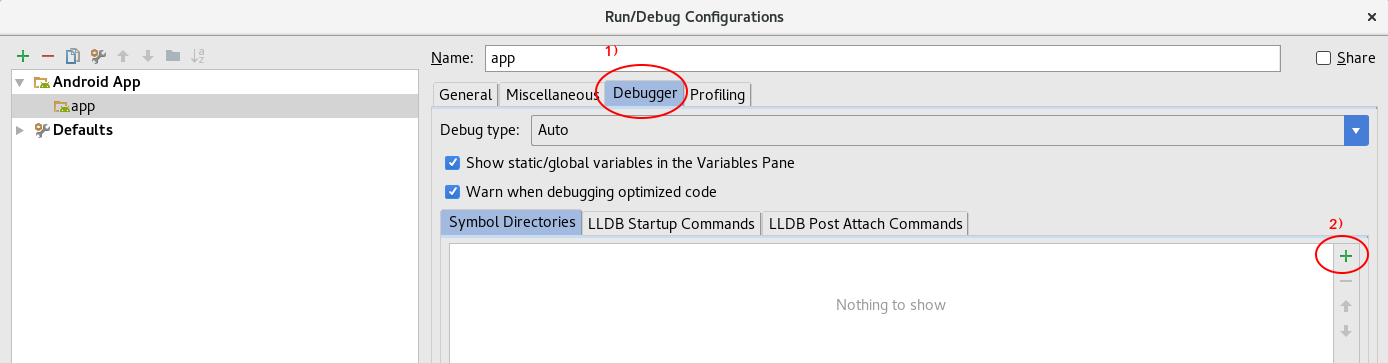 Run/Debug Configurations
1)
Name: app
Share
Android App
app
Defaults
General Miscellaneous Debugger Profiling
Debug type: Auto
Show static/global variables in the Variables Pane
Warn when debugging optimized code
Symbol Directories LLDB Startup Commands LLDB Post Attach Commands
2)
Nothing to show